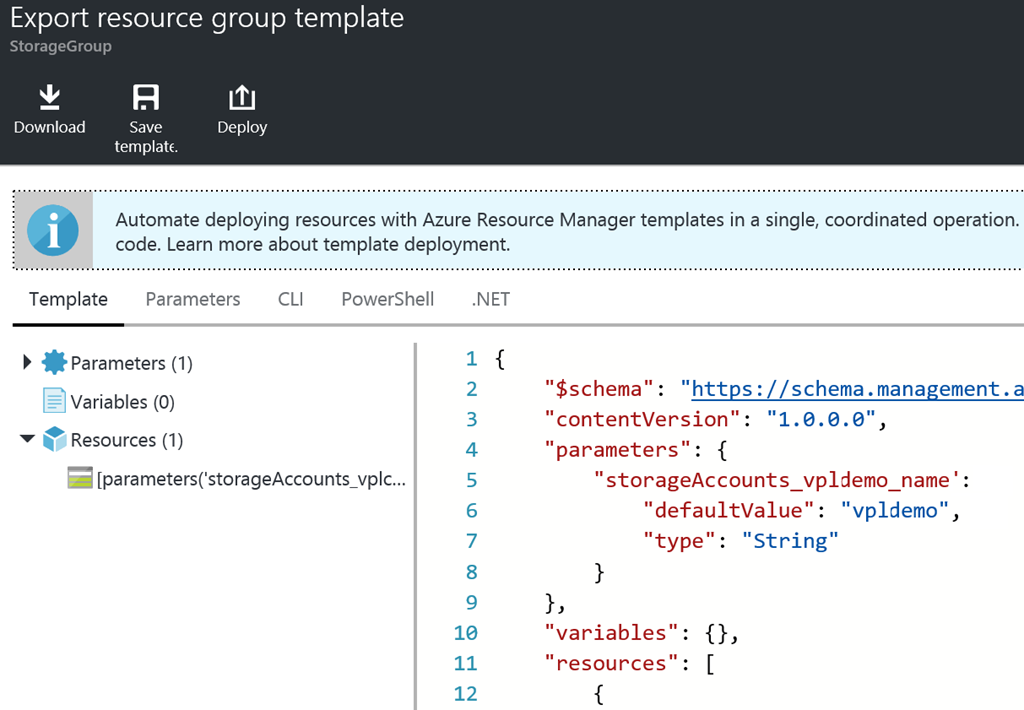 Export resource group template
StorageGroup
Download
Save
template.
Deploy
Automate deploying resources with Azure Resource Manager templates in a single, coordinated operation.
code. Learn more about template deployment.
Template Parameters CLI PowerShell .NET
Parameters (1)
Variables (0)
Resources (1)
[parameters('storageAccounts_vplc...
1 {
2 "$schema": "https://schema.management.a
3 "contentVersion": "1.0.0.0",
4 "parameters": {
5 "storageAccounts_vpldemo_name':
6 "defaultValue": "vpldemo",
7 "type": "String"
8 }
9 },
10 "variables": {},
11 "resources": [
12 {